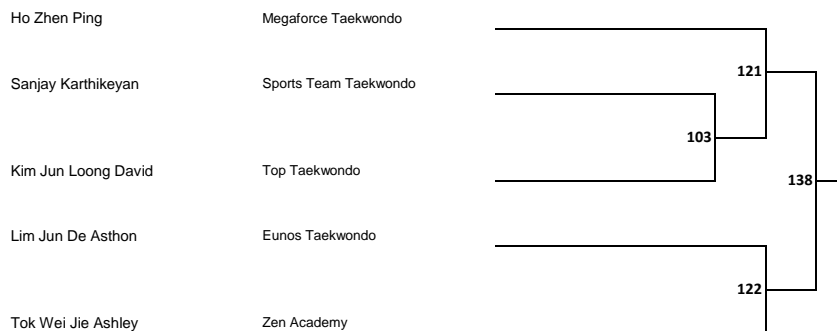 Ho Zhen Ping Megaforce Taekwondo
121
Sanjay Karthikeyan Sports Team Taekwondo
103
Kim Jun Loong David Top Taekwondo
138
Lim Jun De Asthon Eunos Taekwondo
122
Tok Wei Jie Ashley Zen Academy